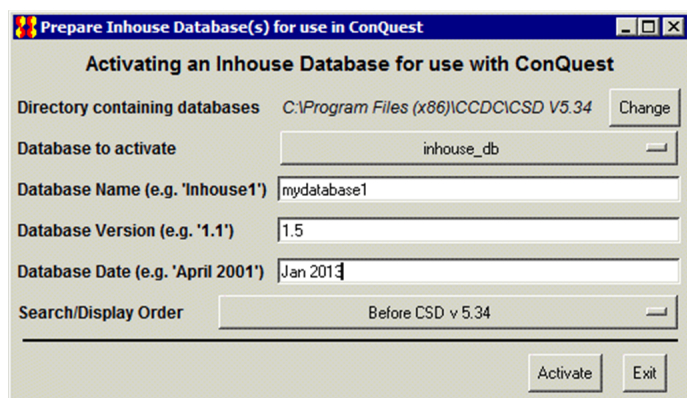 Prepare Inhouse Database(s) for use in ConQuest
Activating an Inhouse Database for use with ConQuest
Directory containing databases C:\Program Files (x86)\CCDC\CSD V5.34 Change
Database to activate inhouse_db
Database Name (e.g. 'Inhouse1') mydatabase1
Database Version (e.g. '1.1') 1.5
Database Date (e.g. 'April 2001') Jan 2013
Search/Display Order Before CSD v 5.34
Activate Exit